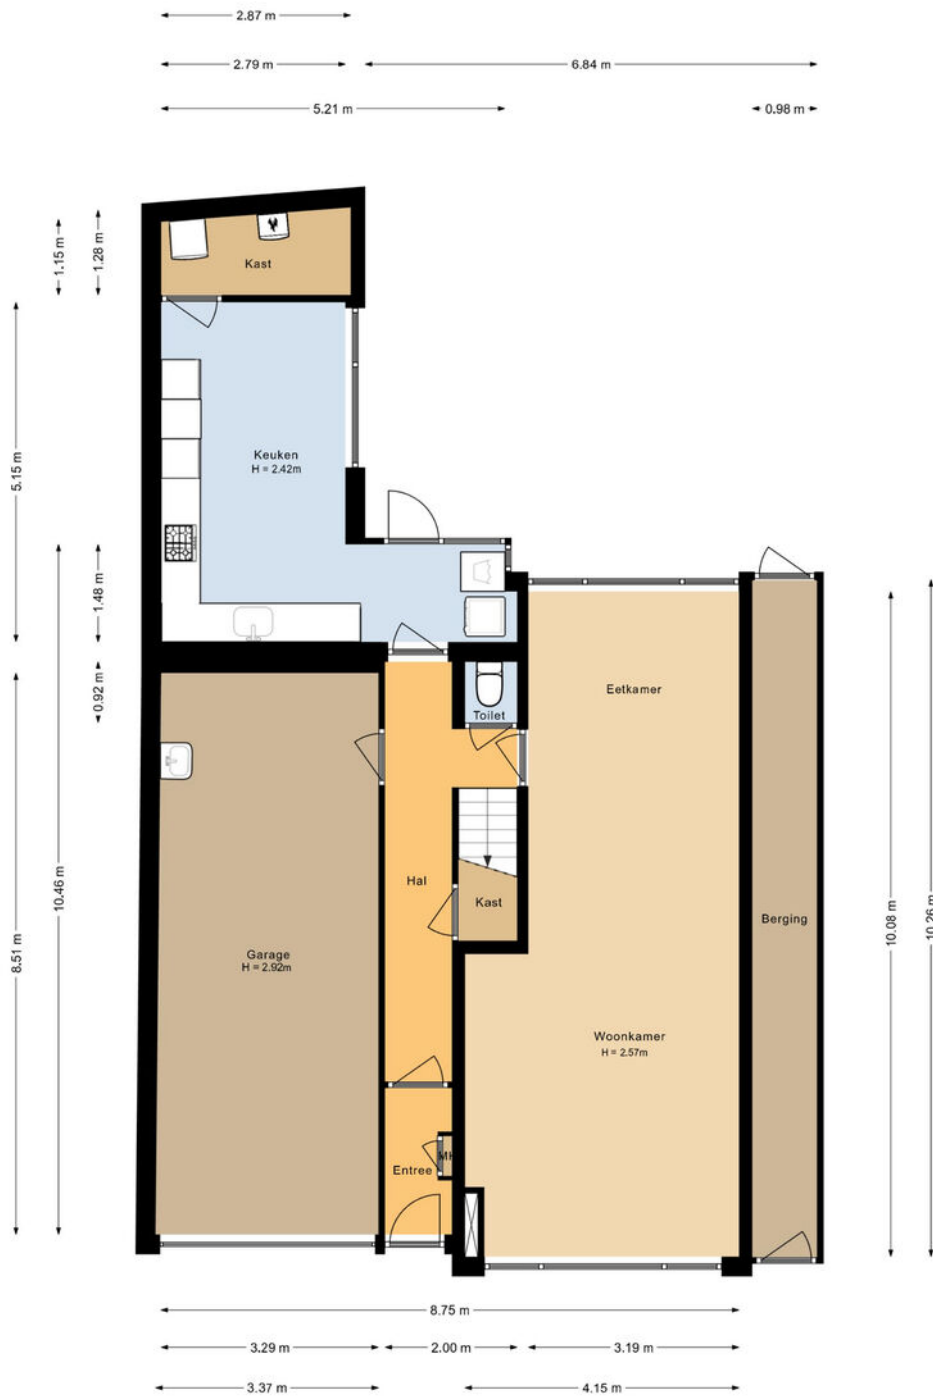 2.87 m
2.79 m
6.84 m
5.21 m
0.98 m
1.15 m
1.28 m
Kast
5.15 m
Keuken
H = 2.42m
1.48 m
0.92 m
Toilet
Eetkamer
10.46 m
8.51 m
Hal
Kast
Berging
10.08 m
10.26 m
Garage
H = 2.92m
Woonkamer
H = 2.57m
Entree
8.75 m
3.29 m
2.00 m
3.19 m
3.37 m
4.15 m